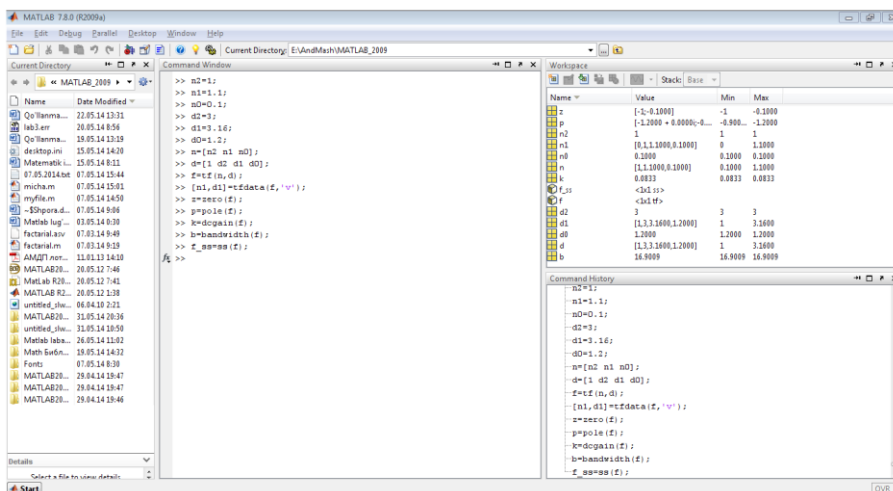 MATLAB 7.8.0 (R2009a)
File Edit Debug Parallel Desktop Window Help
Current Directory: E:\AndMash\MATLAB_2009
Current Directory
« MATLAB_2009
Name Date Modified
Qo'llanma... 22.05.14 13:31
lab3.err 20.05.14 8:56
Qo'llanma... 19.05.14 13:19
desktop.ini 15.05.14 14:20
Matematik i... 15.05.14 8:11
07.05.2014.txt 07.05.14 15:44
micha.m 07.05.14 15:01
myfile.m 07.05.14 14:50
~$Shpora.d... 07.05.14 9:06
Matlab lug`... 03.05.14 0:30
factarial.asv 07.03.14 9:49
factarial.m 07.03.14 9:19
АМДП лот... 11.01.13 14:10
MATLAB20... 20.05.12 7:46
MatLab R20... 20.05.12 7:41
MATLAB R2... 20.05.12 1:38
untitled_slw... 06.04.10 2:21
MATLAB20... 31.05.14 20:36
untitled_slw... 31.05.14 10:50
Matlab laba... 26.05.14 11:02
Math Библ... 19.05.14 14:32
Fonts 07.05.14 8:30
MATLAB20... 29.04.14 19:47
MATLAB20... 29.04.14 19:47
MATLAB20... 29.04.14 19:46
Details
Select a file to view details
Start
Command Window
>> n2=1;
>> n1=1.1;
>> n0=0.1;
>> d2=3;
>> d1=3.16;
>> d0=1.2;
>> n=[n2 n1 n0];
>> d=[1 d2 d1 d0];
>> f=tf(n,d);
>> [n1,d1]=tfdata(f,'v');
>> z=zero(f);
>> p=pole(f);
>> k=dcgain(f);
>> b=bandwidth(f);
>> f_ss=ss(f);
fx >>
Workspace
Stack: Base
Name Value Min Max
z [-1;-0.1000] -1 -0.1000
p [-1.2000 + 0.0000i;-0.... -0.900... -1.2000
n2 1 1 1
n1 [0,1,1.1000,0.1000] 0 1.1000
n0 0.1000 0.1000 0.1000
n [1,1.1000,0.1000] 0.1000 1.1000
k 0.0833 0.0833 0.0833
f_ss <1x1 ss>
f <1x1 tf>
d2 3 3 3
d1 [1,3,3.1600,1.2000] 1 3.1600
d0 1.2000 1.2000 1.2000
d [1,3,3.1600,1.2000] 1 3.1600
b 16.9009 16.9009 16.9009
Command History
n2=1;
n1=1.1;
n0=0.1;
d2=3;
d1=3.16;
d0=1.2;
n=[n2 n1 n0];
d=[1 d2 d1 d0];
f=tf(n,d);
[n1,d1]=tfdata(f,'v');
z=zero(f);
p=pole(f);
k=dcgain(f);
b=bandwidth(f);
f_ss=ss(f);
OVR